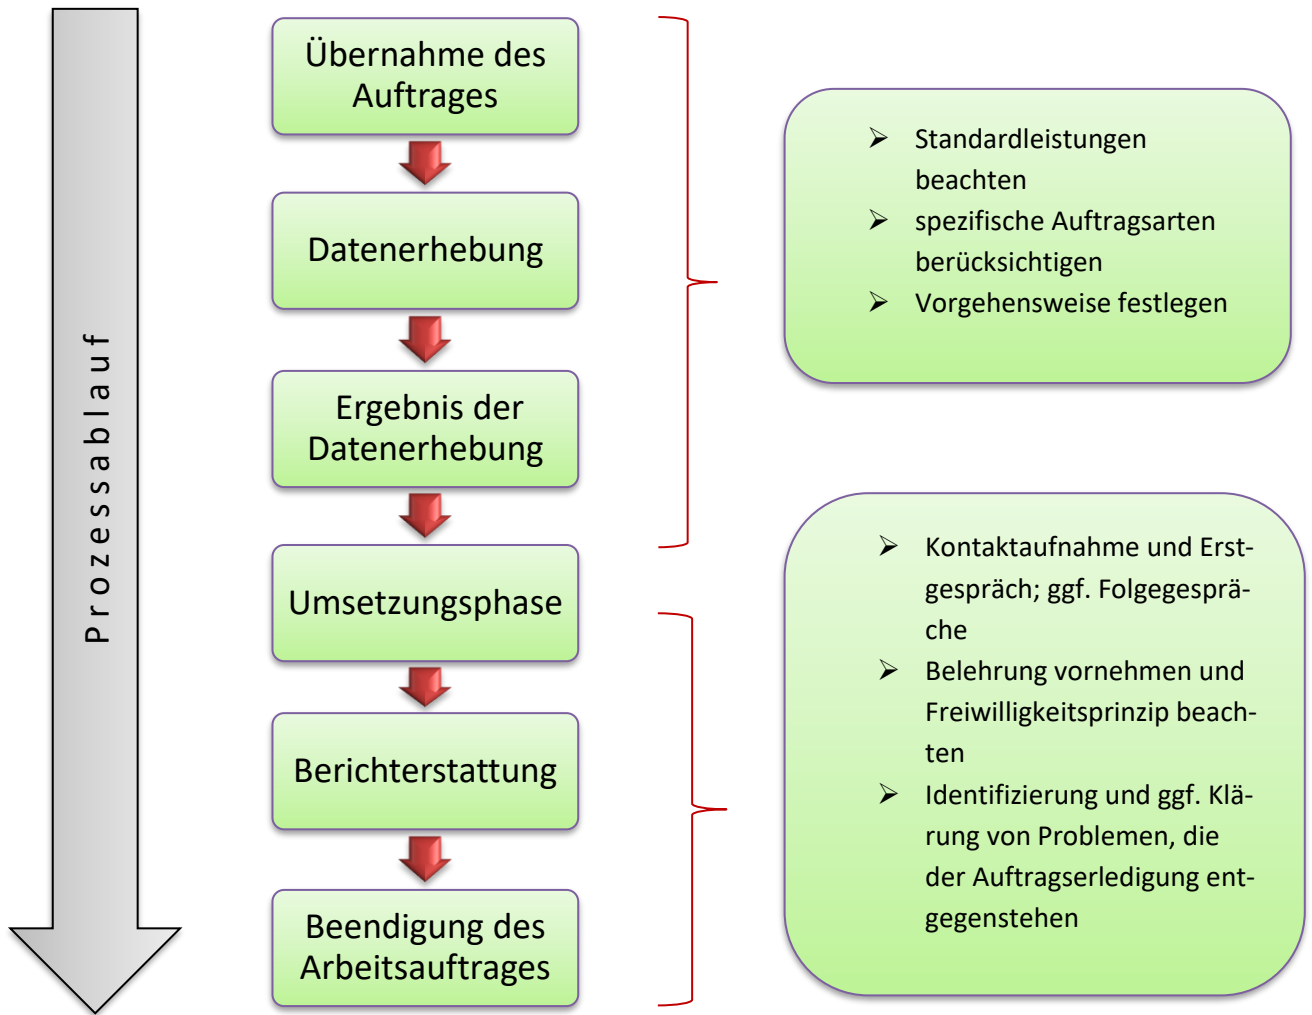 Prozessablauf
Übernahme des
Auftrages
Datenerhebung
Ergebnis der
Datenerhebung
Umsetzungsphase
Berichterstattung
Beendigung des
Arbeitsauftrages
➢ Standardleistungen
beachten
➢ spezifische Auftragsarten
berücksichtigen
➢ Vorgehensweise festlegen
➢ Kontaktaufnahme und Erst-
gespräch; ggf. Folgegesprä-
che
➢ Belehrung vornehmen und
Freiwilligkeitsprinzip beach-
ten
➢ Identifizierung und ggf. Klä-
rung von Problemen, die
der Auftragserledigung ent-
gegenstehen